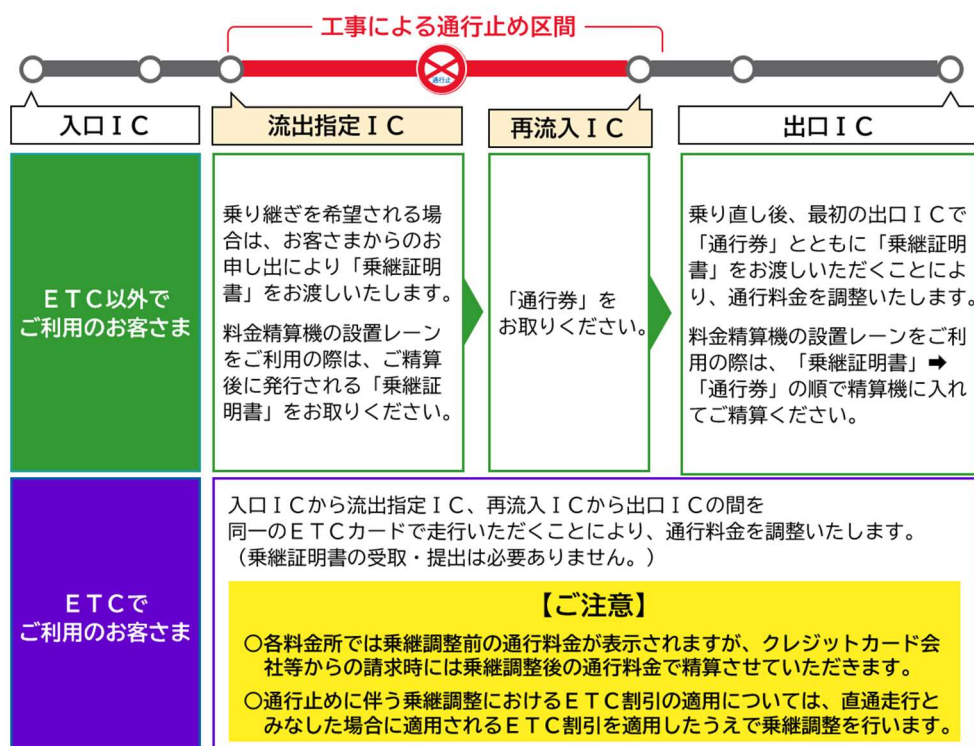 工事による通行止め区間
通行止
入口ＩＣ
流出指定ＩＣ
再流入ＩＣ
出口ＩＣ
ＥＴＣ以外で
ご利用のお客さま
乗り継ぎを希望される場
合は、お客さまからのお
申し出により「乗継証明
書」をお渡しいたします。
料金精算機の設置レーン
をご利用の際は、ご精算
後に発行される「乗継証
明書」をお取りください。
「通行券」を
お取りください。
乗り直し後、最初の出口ＩＣで
「通行券」とともに「乗継証明
書」をお渡しいただくことによ
り、通行料金を調整いたします。
料金精算機の設置レーンをご利
用の際は、「乗継証明書」➡
「通行券」の順で精算機に入れ
てご精算ください。
ＥＴＣで
ご利用のお客さま
入口ＩＣから流出指定ＩＣ、再流入ＩＣから出口ＩＣの間を
同一のＥＴＣカードで走行いただくことにより、通行料金を調整いたします。
（乗継証明書の受取・提出は必要ありません。）
【ご注意】
○各料金所では乗継調整前の通行料金が表示されますが、クレジットカード会
社等からの請求時には乗継調整後の通行料金で精算させていただきます。
○通行止めに伴う乗継調整におけるＥＴＣ割引の適用については、直通走行と
みなした場合に適用されるＥＴＣ割引を適用したうえで乗継調整を行います。